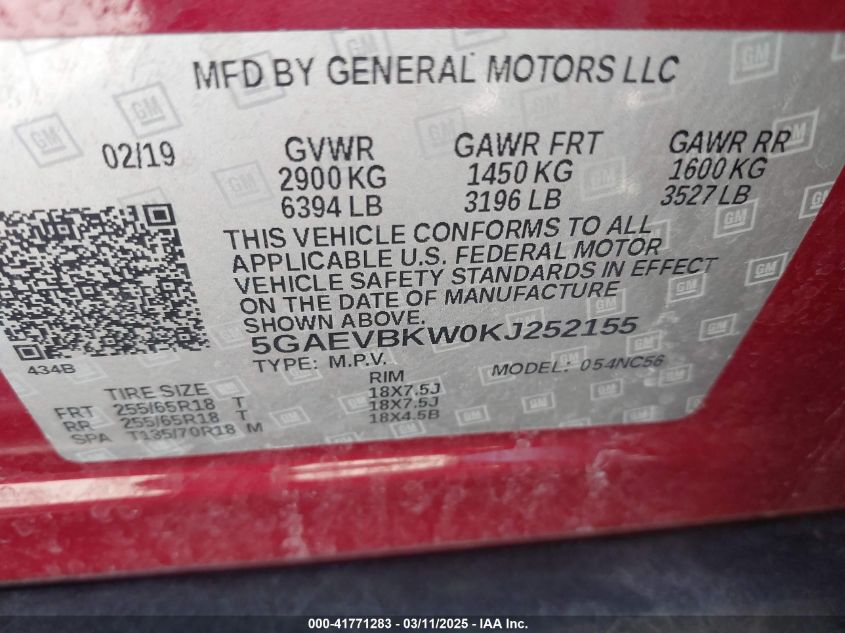 MFD BY GENERAL MOTORS LLC
02/19
GVWR
2900 KG
6394 LB
GAWR FRT
1450 KG
3196 LB
GAWR RR
1600 KG
3527 LB
THIS VEHICLE CONFORMS TO ALL
APPLICABLE U.S. FEDERAL MOTOR
VEHICLE SAFETY STANDARDS IN EFFECT
ON THE DATE OF MANUFACTURE
SHOWN ABOVE.
5GAEVBKW0KJ252155
434B
TYPE: M.P.V. MODEL: 054NC56
TIRE SIZE RIM
FRT 255/65R18 T 18X7.5J
RR 255/65R18 T 18X7.5J
SPA T135/70R18 M 18X4.5B
GM
000-41771283 - 03/11/2025 - IAA Inc.